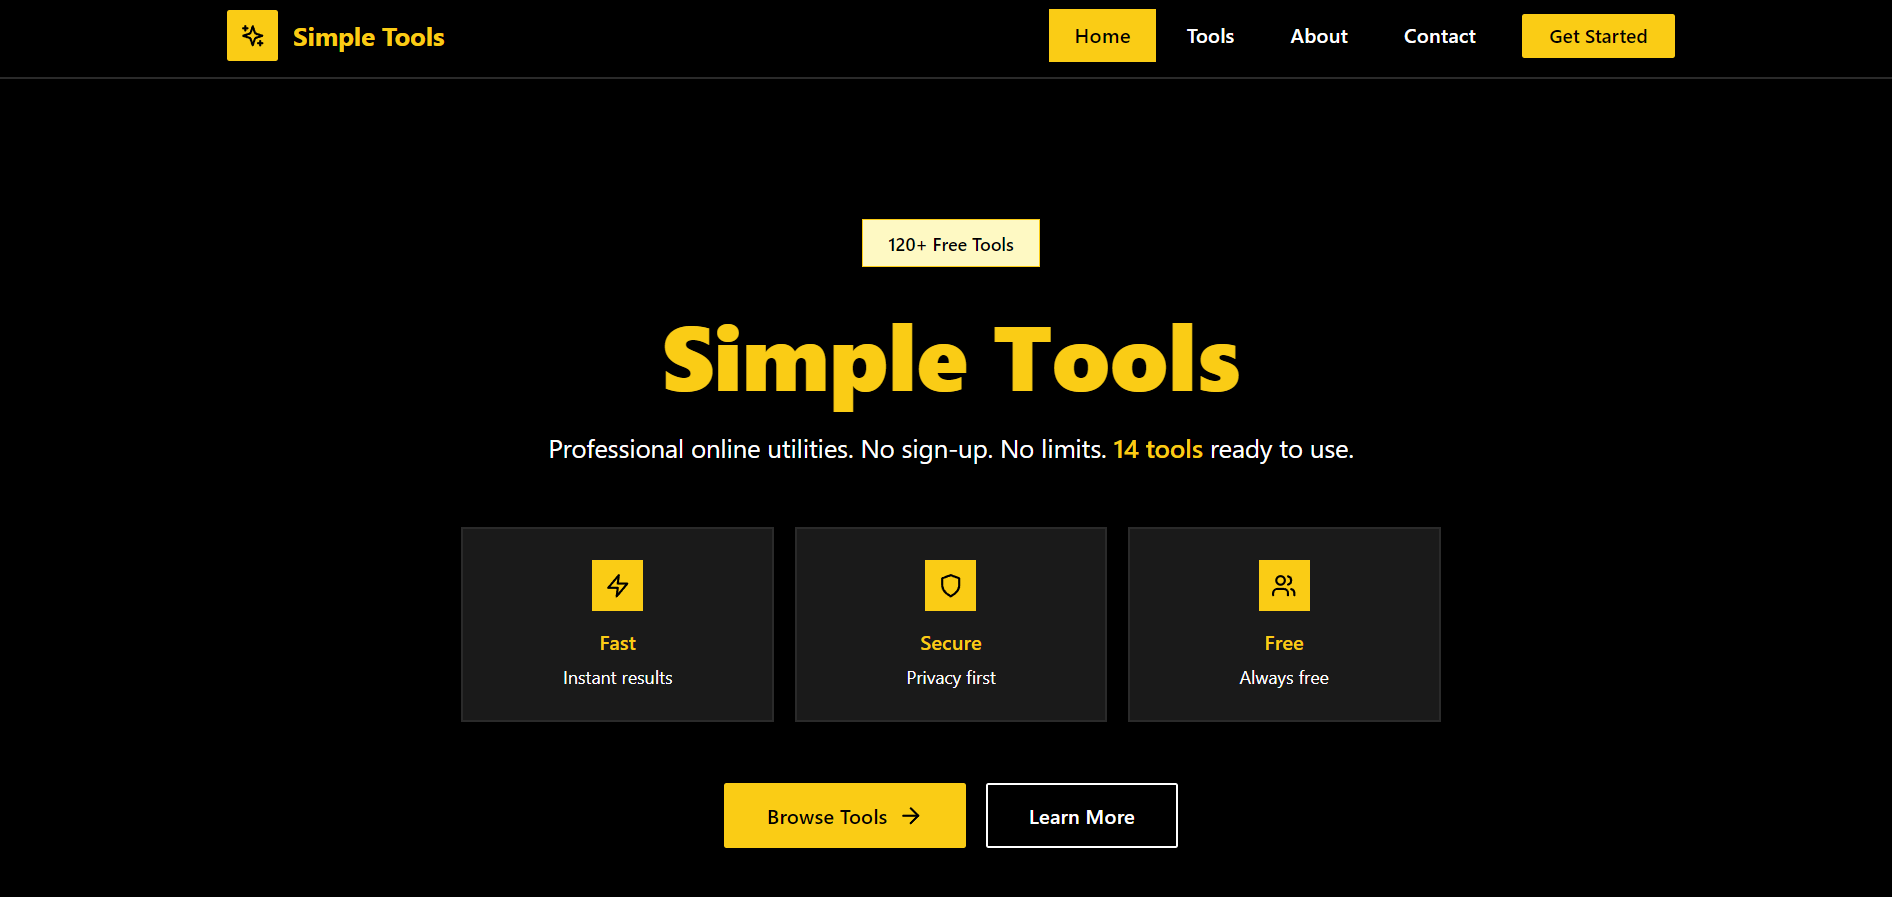 Simple Tools
Home
Tools
About
Contact
Get Started
120+ Free Tools
Simple Tools
Professional online utilities. No sign-up. No limits. 14 tools ready to use.
Fast
Instant results
Secure
Privacy first
Free
Always free
Browse Tools
Learn More